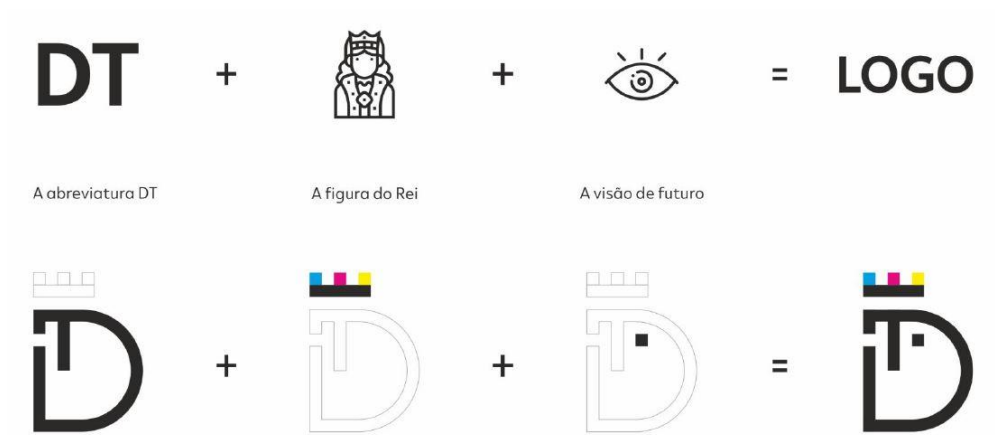 DT + + = LOGO
A abreviatura DT
A figura do Rei
A visão de futuro
+ + =